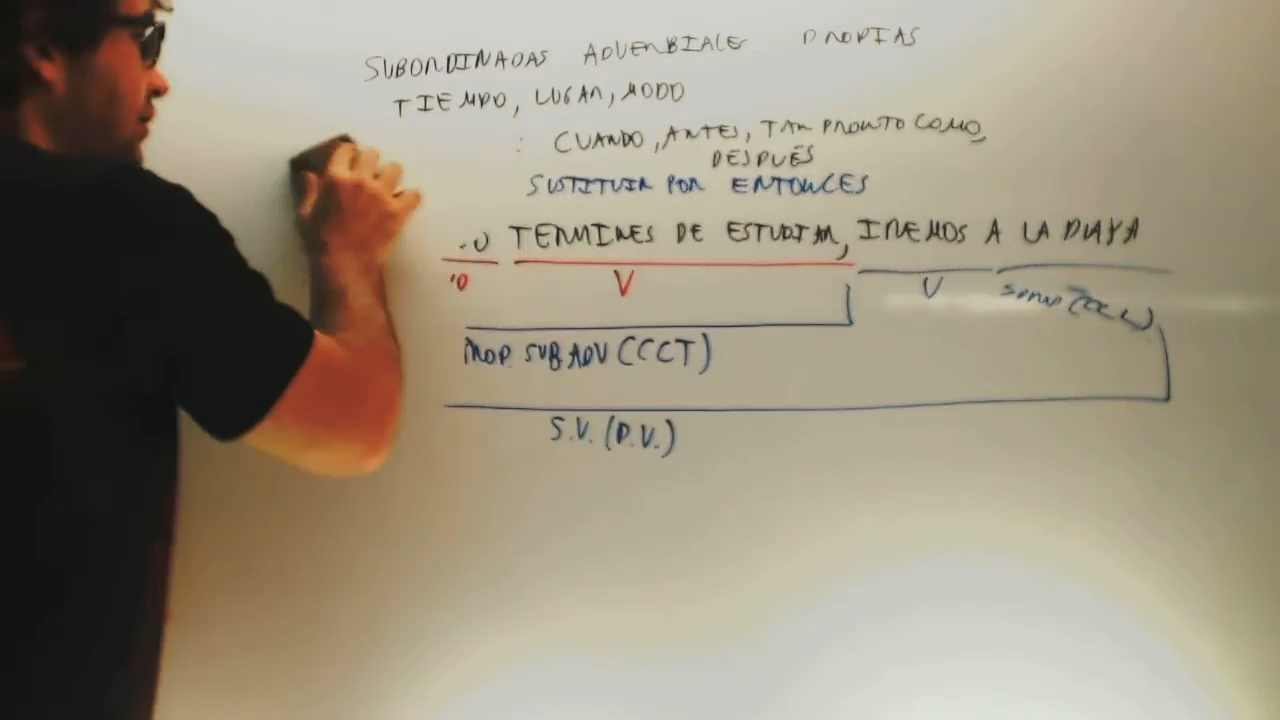 SUBORDINADAS ADVERBIALES PROPIAS
TIEMPO, LUGAR, MODO
: CUANDO, ANTES, TAN PRONTO COMO,
DESPUÉS
SUSTITUIR POR ENTONCES
TERMINES DE ESTUDIAR, IREMOS A LA PLAYA
V V
PROP. SUB ADV (CCT)
S.V. (P.V.)